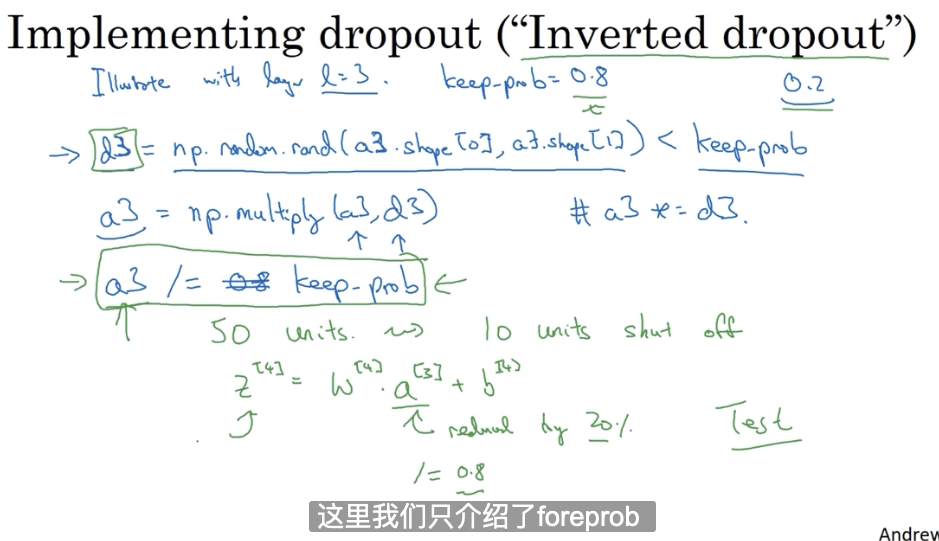 Implementing dropout ("Inverted dropout")
Illustrate with layer l=3. keep-prob = 0.8 0.2
→ d3 = np.random.rand(a3.shape[0], a3.shape[1]) < keep-prob
a3 = np.multiply(a3, d3) # a3 *= d3.
→ a3 /= 0.8 keep-prob ←
50 units. ⇝ 10 units shut off
z^[4] = W^[4] · a^[3] + b^[4]
reduced by 20%. Test
/= 0.8
这里我们只介绍了foreprob
Andrew